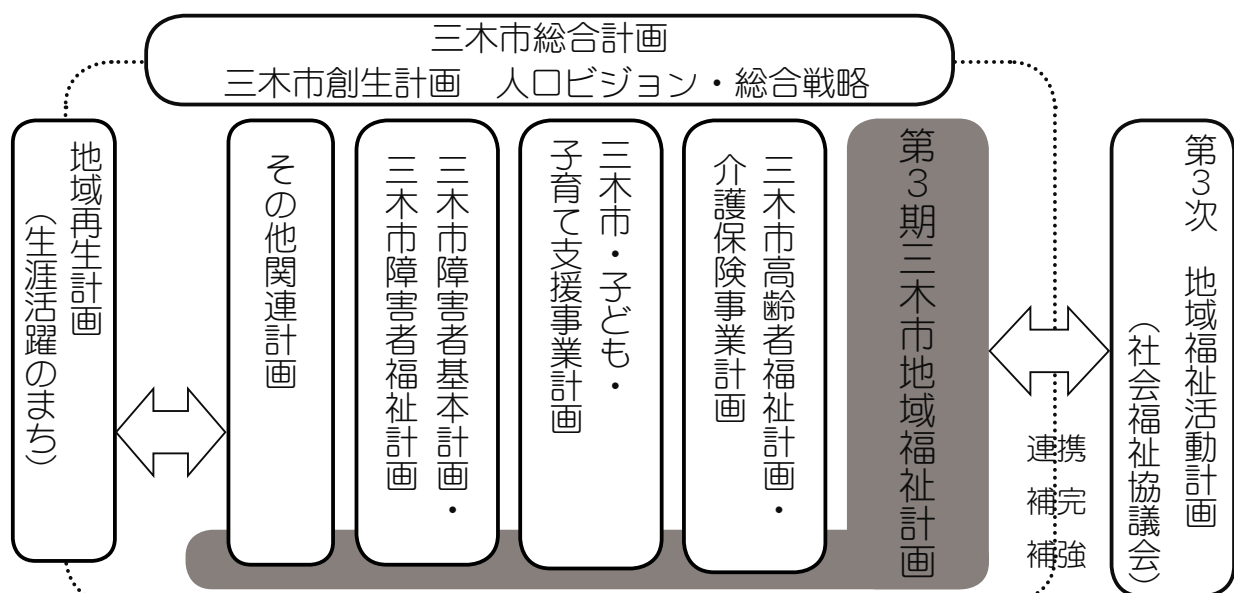 三木市総合計画
三木市創生計画　人口ビジョン・総合戦略
第3次　地域福祉活動計画
（社会福祉協議会）
連携
補完
補強
第3期三木市地域福祉計画
三木市高齢者福祉計画・
介護保険事業計画
三木市・子ども・
子育て支援事業計画
三木市障害者基本計画・
三木市障害者福祉計画
その他関連計画
地域再生計画
（生涯活躍のまち）